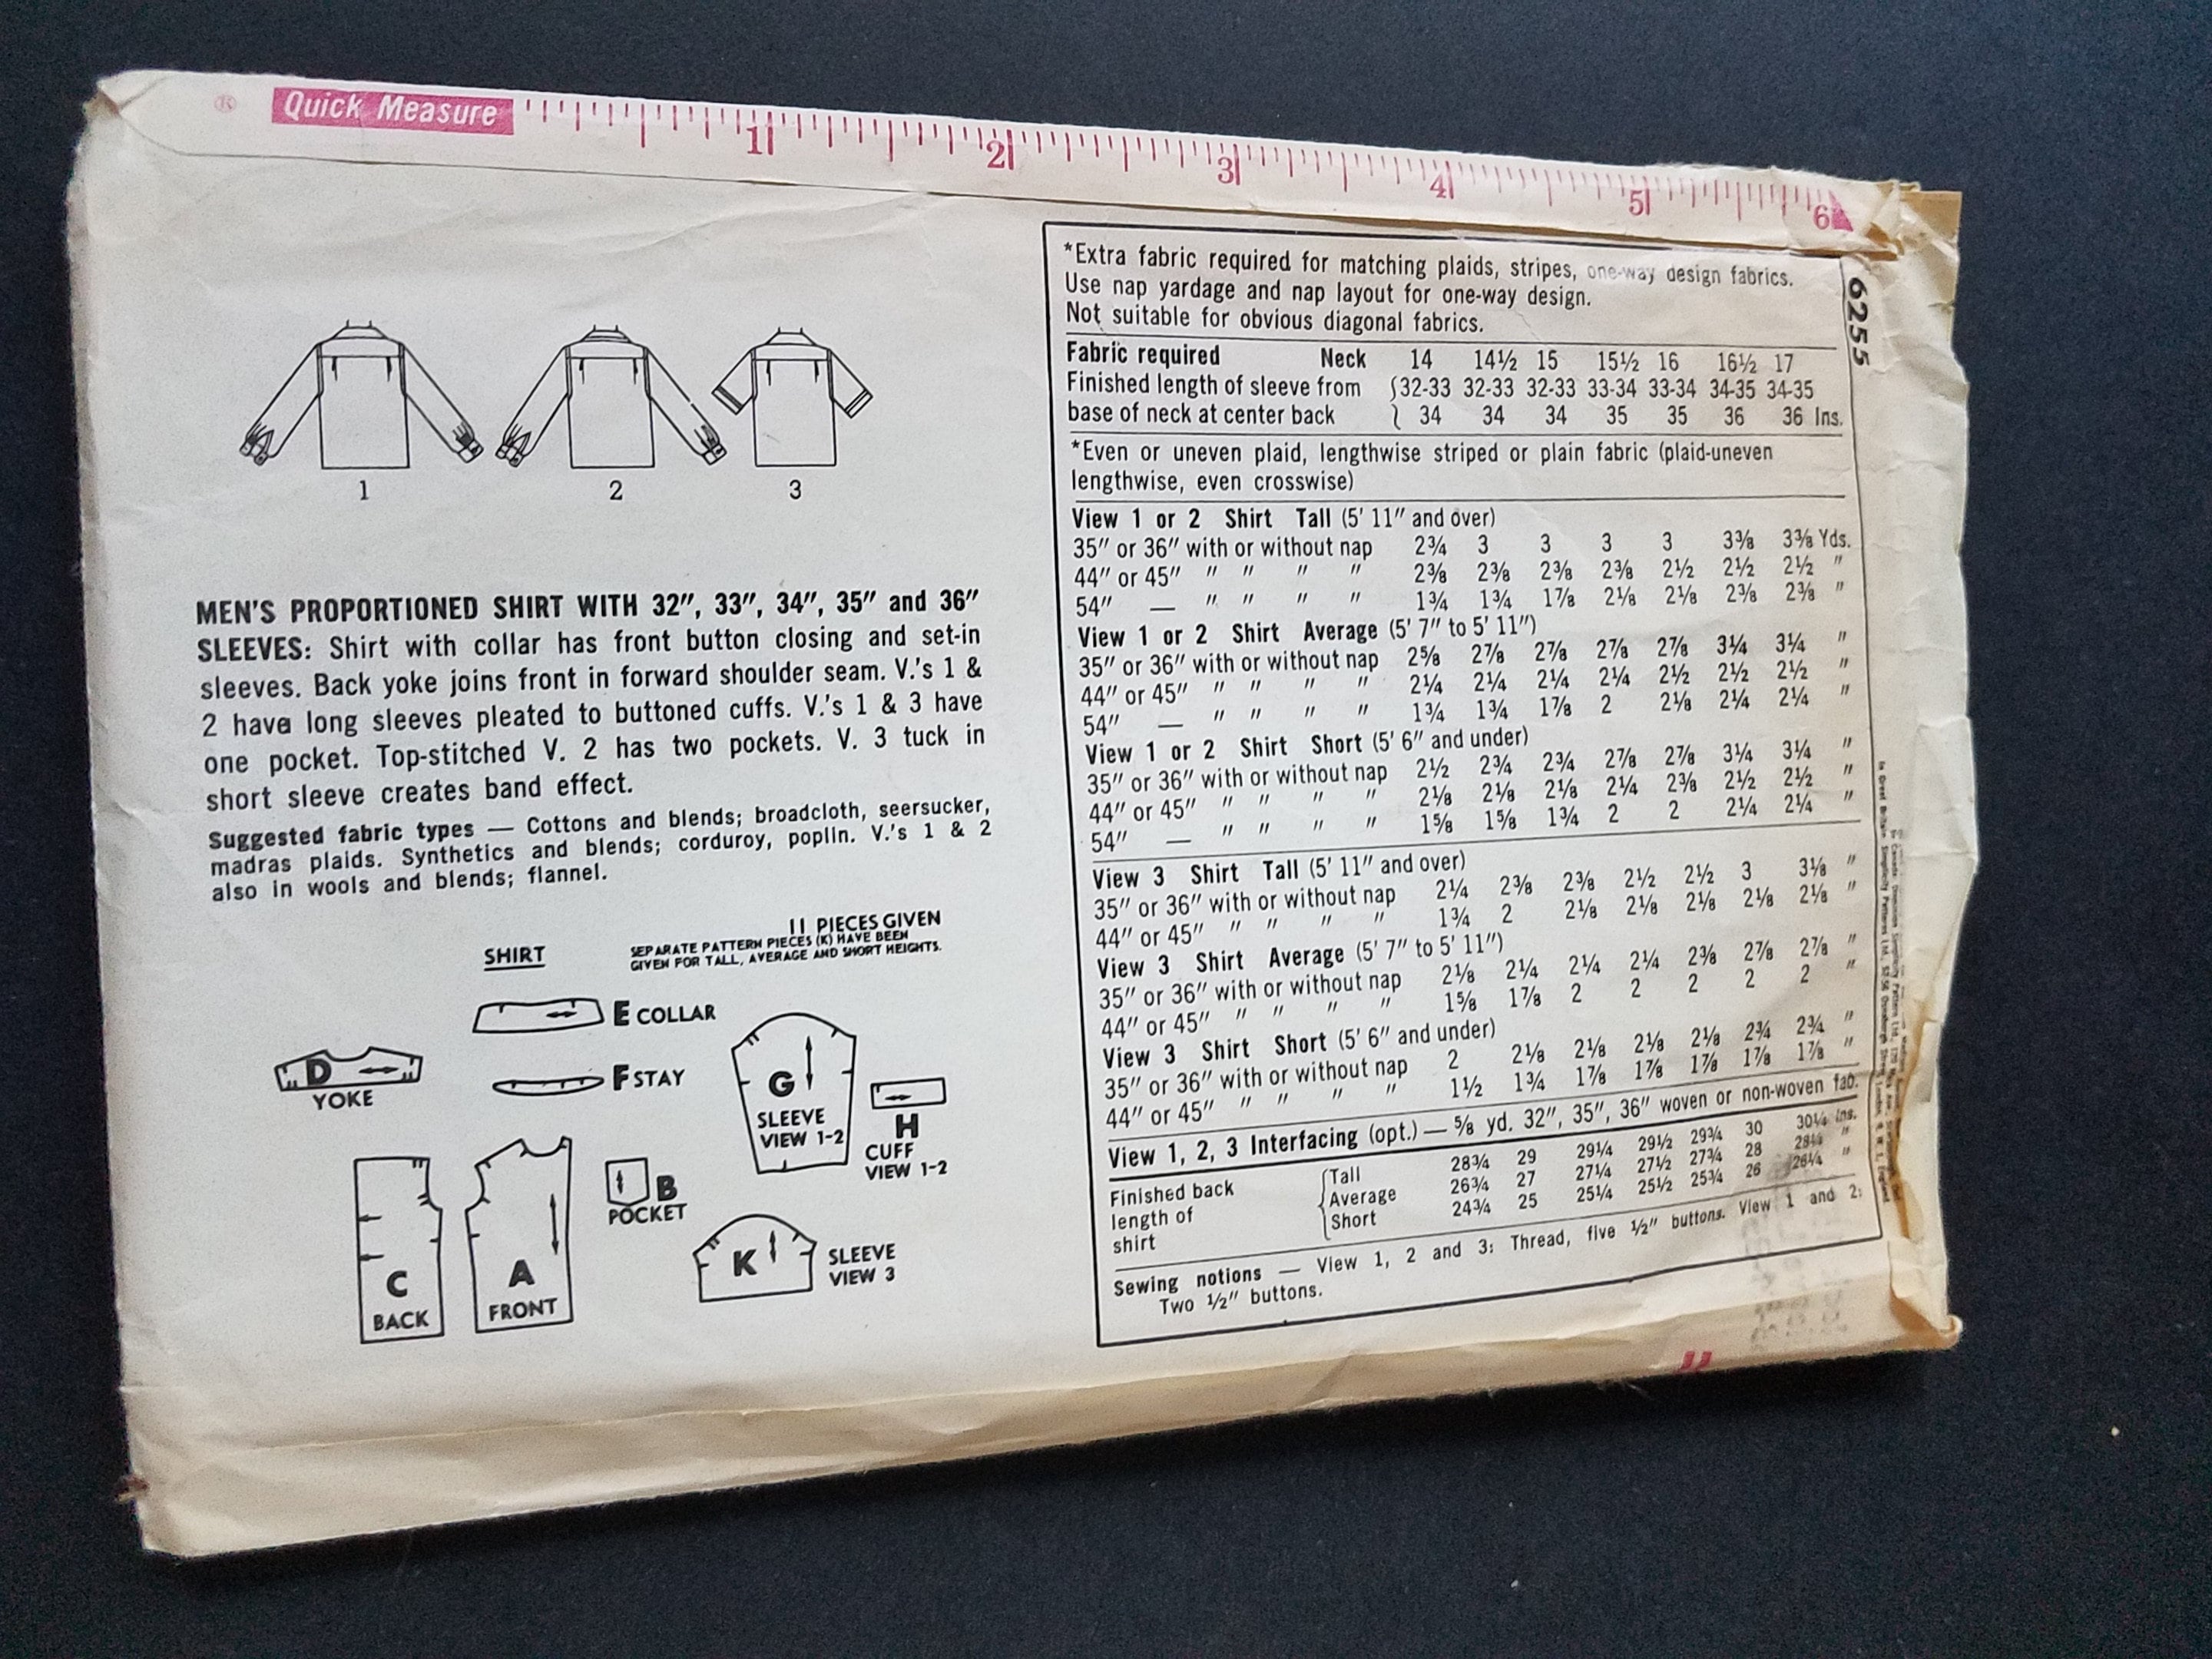 ® Quick Measure
1 2 3 4 5 6
1 2 3
MEN'S PROPORTIONED SHIRT WITH 32", 33", 34", 35" and 36"
SLEEVES: Shirt with collar has front button closing and set-in
sleeves. Back yoke joins front in forward shoulder seam. V.'s 1 &
2 have long sleeves pleated to buttoned cuffs. V.'s 1 & 3 have
one pocket. Top-stitched V. 2 has two pockets. V. 3 tuck in
short sleeve creates band effect.
Suggested fabric types — Cottons and blends; broadcloth, seersucker,
madras plaids. Synthetics and blends; corduroy, poplin. V.'s 1 & 2
also in wools and blends; flannel.
11 PIECES GIVEN
SEPARATE PATTERN PIECES (K) HAVE BEEN
GIVEN FOR TALL, AVERAGE AND SHORT HEIGHTS.
SHIRT
E COLLAR
D
YOKE
F STAY
G
SLEEVE
VIEW 1-2
H
CUFF
VIEW 1-2
C
BACK
A
FRONT
B
POCKET
K
SLEEVE
VIEW 3
6255
*Extra fabric required for matching plaids, stripes, one-way design fabrics.
Use nap yardage and nap layout for one-way design.
Not suitable for obvious diagonal fabrics.
Fabric required Neck 14 14½ 15 15½ 16 16½ 17
Finished length of sleeve from {32-33 32-33 32-33 33-34 33-34 34-35 34-35
base of neck at center back { 34 34 34 35 35 36 36 Ins.
*Even or uneven plaid, lengthwise striped or plain fabric (plaid-uneven
lengthwise, even crosswise)
View 1 or 2 Shirt Tall (5' 11" and over)
35" or 36" with or without nap 2¾ 3 3 3 3 3⅜ 3⅜ Yds.
44" or 45" " " " " 2⅜ 2⅜ 2⅜ 2⅜ 2½ 2½ 2½ "
54" — " " " " 1¾ 1¾ 1⅞ 2⅛ 2⅛ 2⅜ 2⅜ "
View 1 or 2 Shirt Average (5' 7" to 5' 11")
35" or 36" with or without nap 2⅝ 2⅞ 2⅞ 2⅞ 2⅞ 3¼ 3¼ "
44" or 45" " " " " 2¼ 2¼ 2¼ 2¼ 2½ 2½ 2½ "
54" — " " " " 1¾ 1¾ 1⅞ 2 2⅛ 2¼ 2¼ "
View 1 or 2 Shirt Short (5' 6" and under)
35" or 36" with or without nap 2½ 2¾ 2¾ 2⅞ 2⅞ 3¼ 3¼ "
44" or 45" " " " " 2⅛ 2⅛ 2⅛ 2¼ 2⅜ 2½ 2½ "
54" — " " " " 1⅝ 1⅝ 1¾ 2 2 2¼ 2¼ "
View 3 Shirt Tall (5' 11" and over)
35" or 36" with or without nap 2¼ 2⅜ 2⅜ 2½ 2½ 3 3⅛ "
44" or 45" " " " " 1¾ 2 2⅛ 2⅛ 2⅛ 2⅛ 2⅛ "
View 3 Shirt Average (5' 7" to 5' 11")
35" or 36" with or without nap 2⅛ 2¼ 2¼ 2¼ 2⅜ 2⅞ 2⅞ "
44" or 45" " " " " 1⅝ 1⅞ 2 2 2 2 2 "
View 3 Shirt Short (5' 6" and under)
35" or 36" with or without nap 2 2⅛ 2⅛ 2⅛ 2⅛ 2¾ 2¾ "
44" or 45" " " " " 1½ 1¾ 1⅞ 1⅞ 1⅞ 1⅞ 1⅞ "
View 1, 2, 3 Interfacing (opt.) — ⅝ yd. 32", 35", 36" woven or non-woven fab.
Finished back {Tall 28¾ 29 29¼ 29½ 29¾ 30 30¼ Ins.
length of {Average 26¾ 27 27¼ 27½ 27¾ 28 28¼ "
shirt {Short 24¾ 25 25¼ 25½ 25¾ 26 26¼ "
Sewing notions — View 1, 2 and 3: Thread, five ½" buttons. View 1 and 2:
Two ½" buttons.
In Great Britain: Simplicity Patterns Ltd.